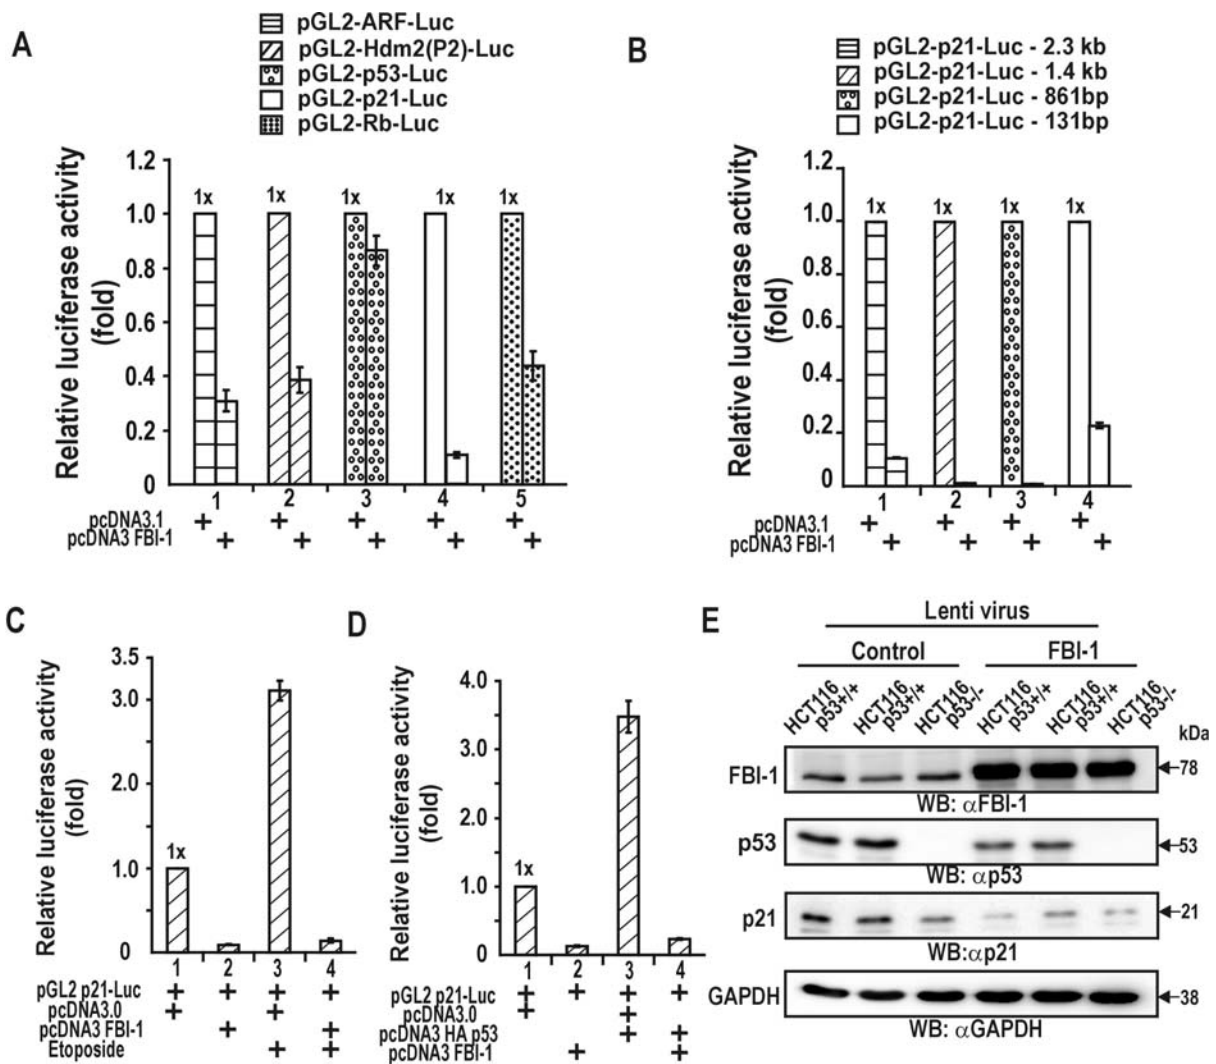 A
pGL2-ARF-Luc
pGL2-Hdm2(P2)-Luc
pGL2-p53-Luc
pGL2-p21-Luc
pGL2-Rb-Luc
Relative luciferase activity
(fold)
1.2
1.0
0.8
0.6
0.4
0.2
0
1x 1x 1x 1x 1x
1 2 3 4 5
pcDNA3.1 + + + + +
pcDNA3 FBI-1 + + + + +
B
pGL2-p21-Luc - 2.3 kb
pGL2-p21-Luc - 1.4 kb
pGL2-p21-Luc - 861bp
pGL2-p21-Luc - 131bp
Relative luciferase activity
(fold)
1.2
1.0
0.8
0.6
0.4
0.2
0
1x 1x 1x 1x
1 2 3 4
pcDNA3.1 + + + +
pcDNA3 FBI-1 + + + +
C
Relative luciferase activity
(fold)
3.5
3.0
2.0
1.0
0
1x
1 2 3 4
pGL2 p21-Luc + + + +
pcDNA3.0 + +
pcDNA3 FBI-1 + +
Etoposide + +
D
Relative luciferase activity
(fold)
4.0
3.0
2.0
1.0
0
1x
1 2 3 4
pGL2 p21-Luc + + + +
pcDNA3.0 + +
pcDNA3 HA p53 + +
pcDNA3 FBI-1 + +
E
Lenti virus
Control FBI-1
HCT116 p53+/+
HCT116 p53+/+
HCT116 p53-/-
HCT116 p53+/+
HCT116 p53+/+
HCT116 p53-/-
kDa
FBI-1 78
WB: αFBI-1
p53 53
WB: αp53
p21 21
WB:αp21
GAPDH 38
WB: αGAPDH